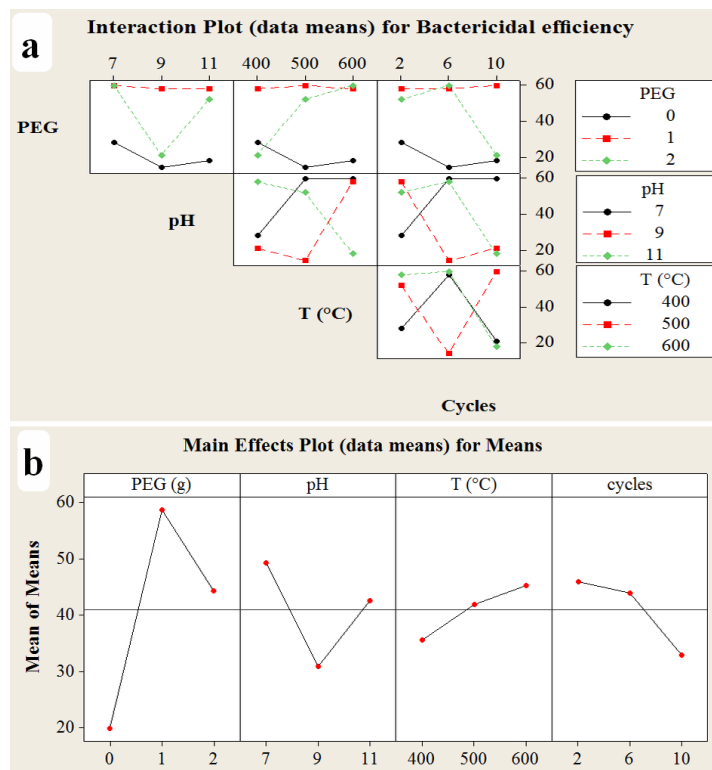 a
Interaction Plot (data means) for Bactericidal efficiency
7 9 11 400 500 600 2 6 10
PEG
60
40
20
PEG
0
1
2
pH
60
40
20
pH
7
9
11
T (°C)
60
40
20
T (°C)
400
500
600
Cycles
b
Main Effects Plot (data means) for Means
PEG (g) pH T (°C) cycles
Mean of Means
60
50
40
30
20
0 1 2 7 9 11 400 500 600 2 6 10